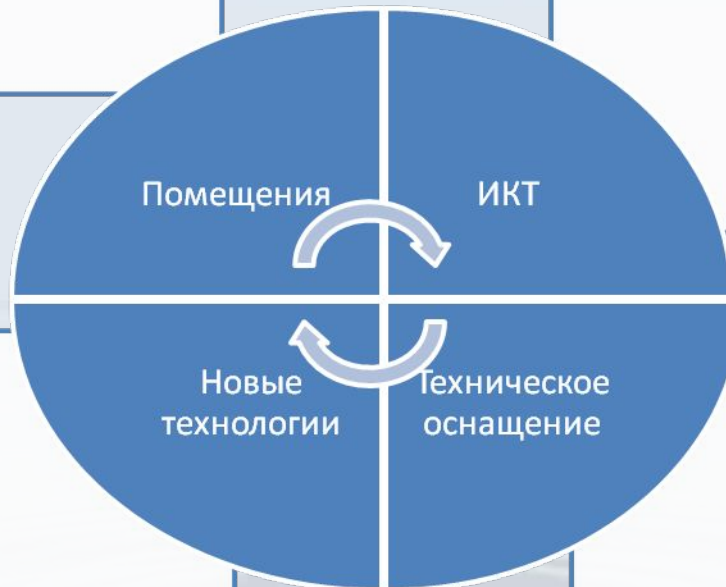 Помещения
ИКТ
Новые
технологии
Техническое
оснащение